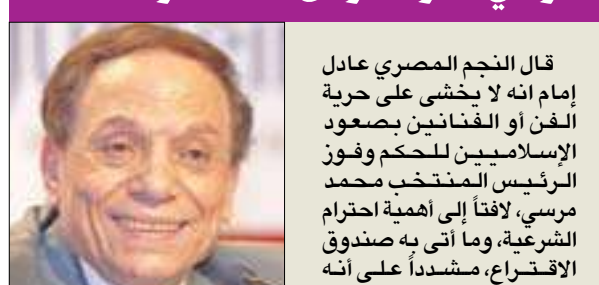 قال النجم المصري عادل
إمام انه لا يخشى على حرية
الفن أو الفنانين بصعود
الإسلاميين للحكم وفوز
الرئيس المنتخب محمد
مرسي، لافتاً إلى أهمية احترام
الشرعية، وما أتى به صندوق
الاقتراع، مشدداً على أنه